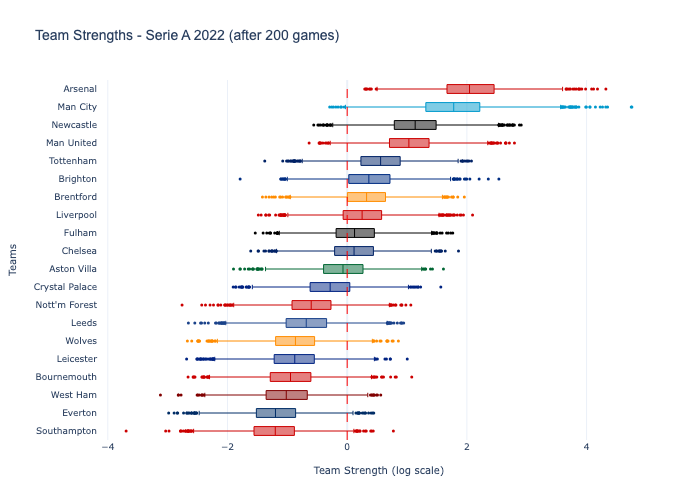 Team Strengths - Serie A 2022 (after 200 games)
Arsenal
Man City
Newcastle
Man United
Tottenham
Brighton
Brentford
Liverpool
Fulham
Chelsea
Aston Villa
Crystal Palace
Nott'm Forest
Leeds
Wolves
Leicester
Bournemouth
West Ham
Everton
Southampton
Teams
−4
−2
0
2
4
Team Strength (log scale)